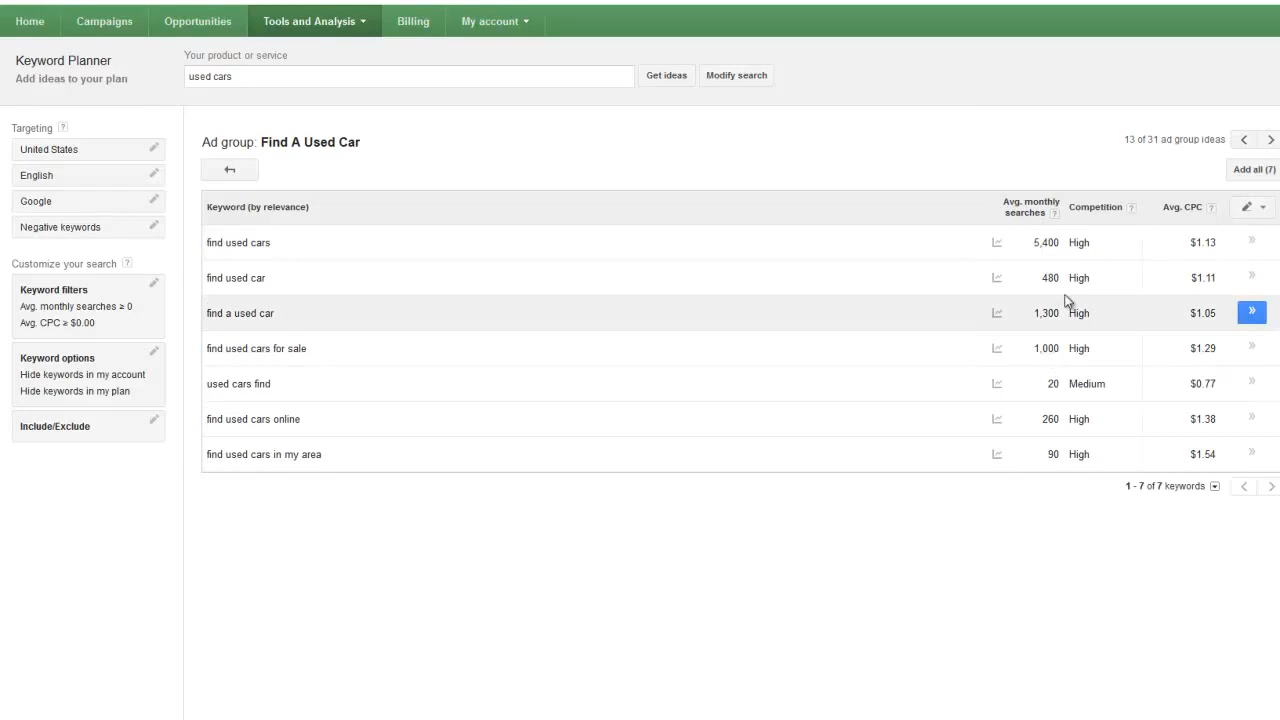 Home Campaigns Opportunities Tools and Analysis Billing My account
Keyword Planner
Add ideas to your plan
Your product or service
used cars
Get ideas
Modify search
Targeting ?
United States
English
Google
Negative keywords
Customize your search ?
Keyword filters
Avg. monthly searches ≥ 0
Avg. CPC ≥ $0.00
Keyword options
Hide keywords in my account
Hide keywords in my plan
Include/Exclude
Ad group: Find A Used Car
13 of 31 ad group ideas
Add all (7)
Keyword (by relevance) Avg. monthly searches ? Competition ? Avg. CPC ?
find used cars 5,400 High $1.13 »
find used car 480 High $1.11 »
find a used car 1,300 High $1.05 »
find used cars for sale 1,000 High $1.29 »
used cars find 20 Medium $0.77 »
find used cars online 260 High $1.38 »
find used cars in my area 90 High $1.54 »
1 - 7 of 7 keywords